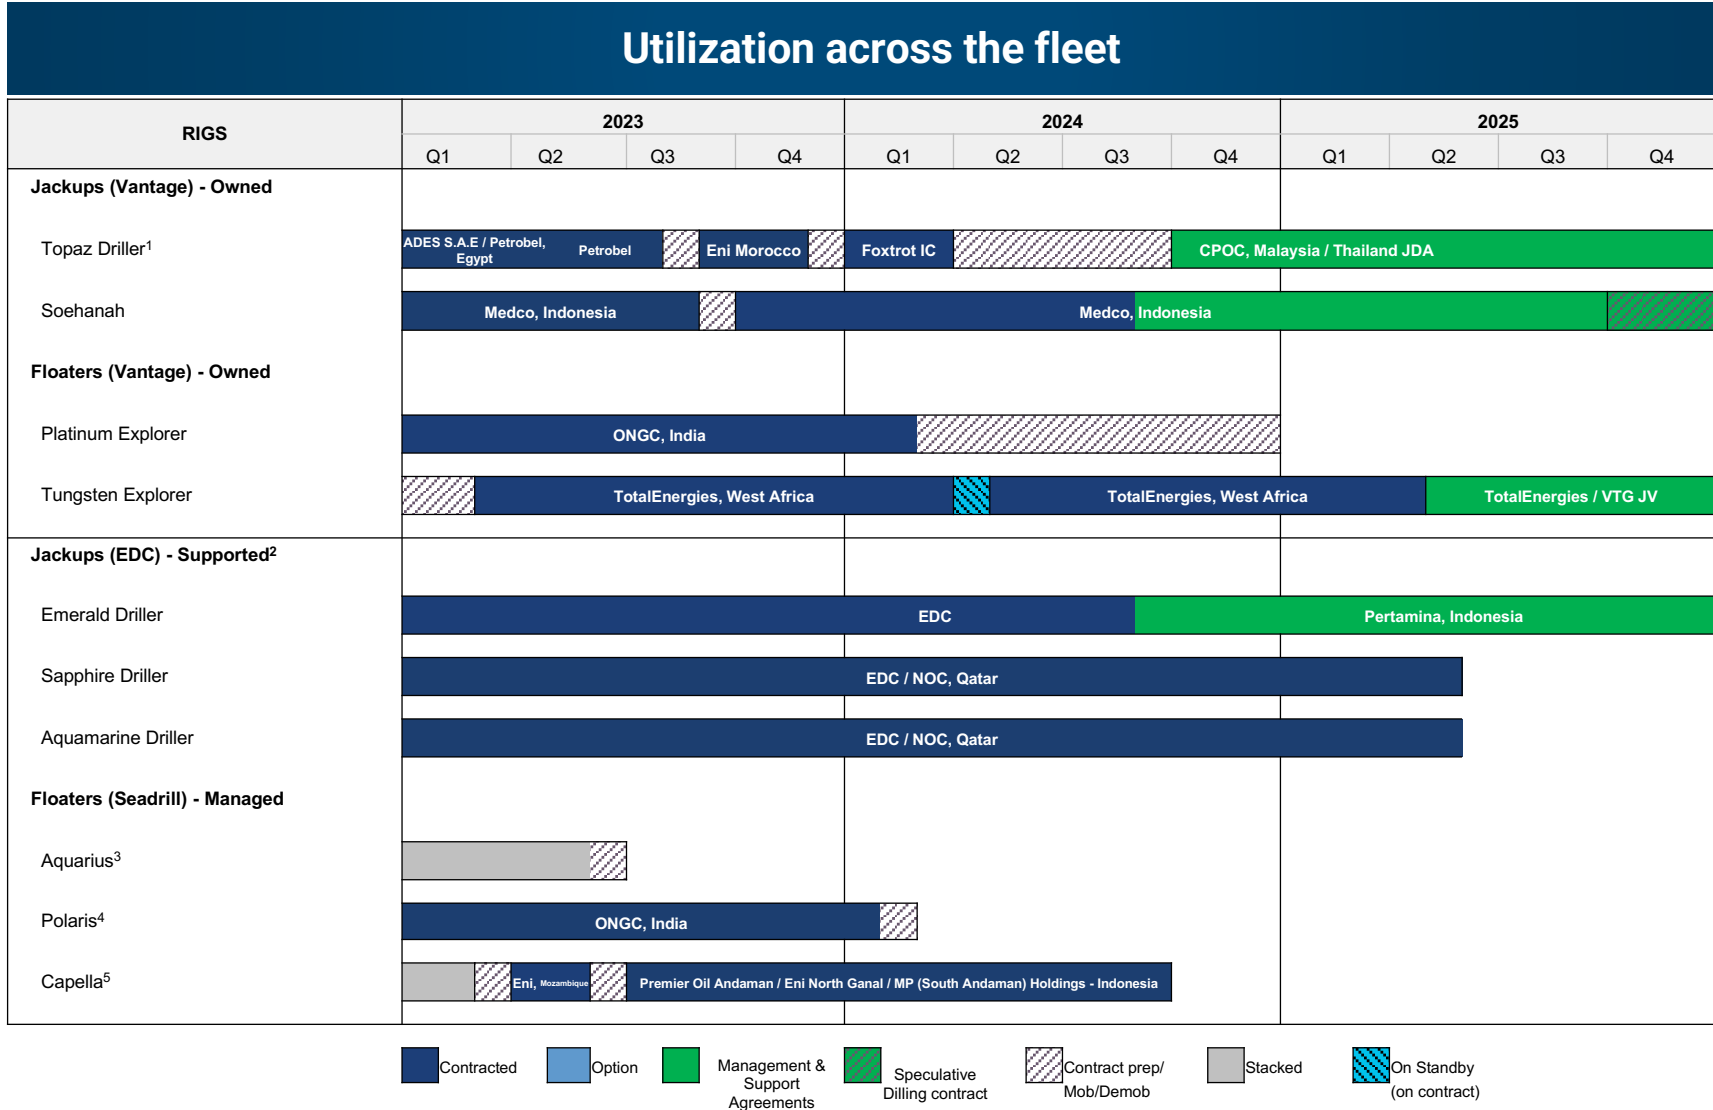 Utilization across the fleet
RIGS
2023
2024
2025
Q1
Q2
Q3
Q4
Q1
Q2
Q3
Q4
Q1
Q2
Q3
Q4
Jackups (Vantage) - Owned
Topaz Driller1
ADES S.A.E / Petrobel,
Egypt
Petrobel
Eni Morocco
Foxtrot IC
CPOC, Malaysia / Thailand JDA
Soehanah
Medco, Indonesia
Medco, Indonesia
Floaters (Vantage) - Owned
Platinum Explorer
ONGC, India
Tungsten Explorer
TotalEnergies, West Africa
TotalEnergies, West Africa
TotalEnergies / VTG JV
Jackups (EDC) - Supported2
Emerald Driller
EDC
Pertamina, Indonesia
Sapphire Driller
EDC / NOC, Qatar
Aquamarine Driller
EDC / NOC, Qatar
Floaters (Seadrill) - Managed
Aquarius3
Polaris4
ONGC, India
Capella5
Eni, Mozambique
Premier Oil Andaman / Eni North Ganal / MP (South Andaman) Holdings - Indonesia
Contracted
Option
Management &
Support
Agreements
Speculative
Dilling contract
Contract prep/
Mob/Demob
Stacked
On Standby
(on contract)